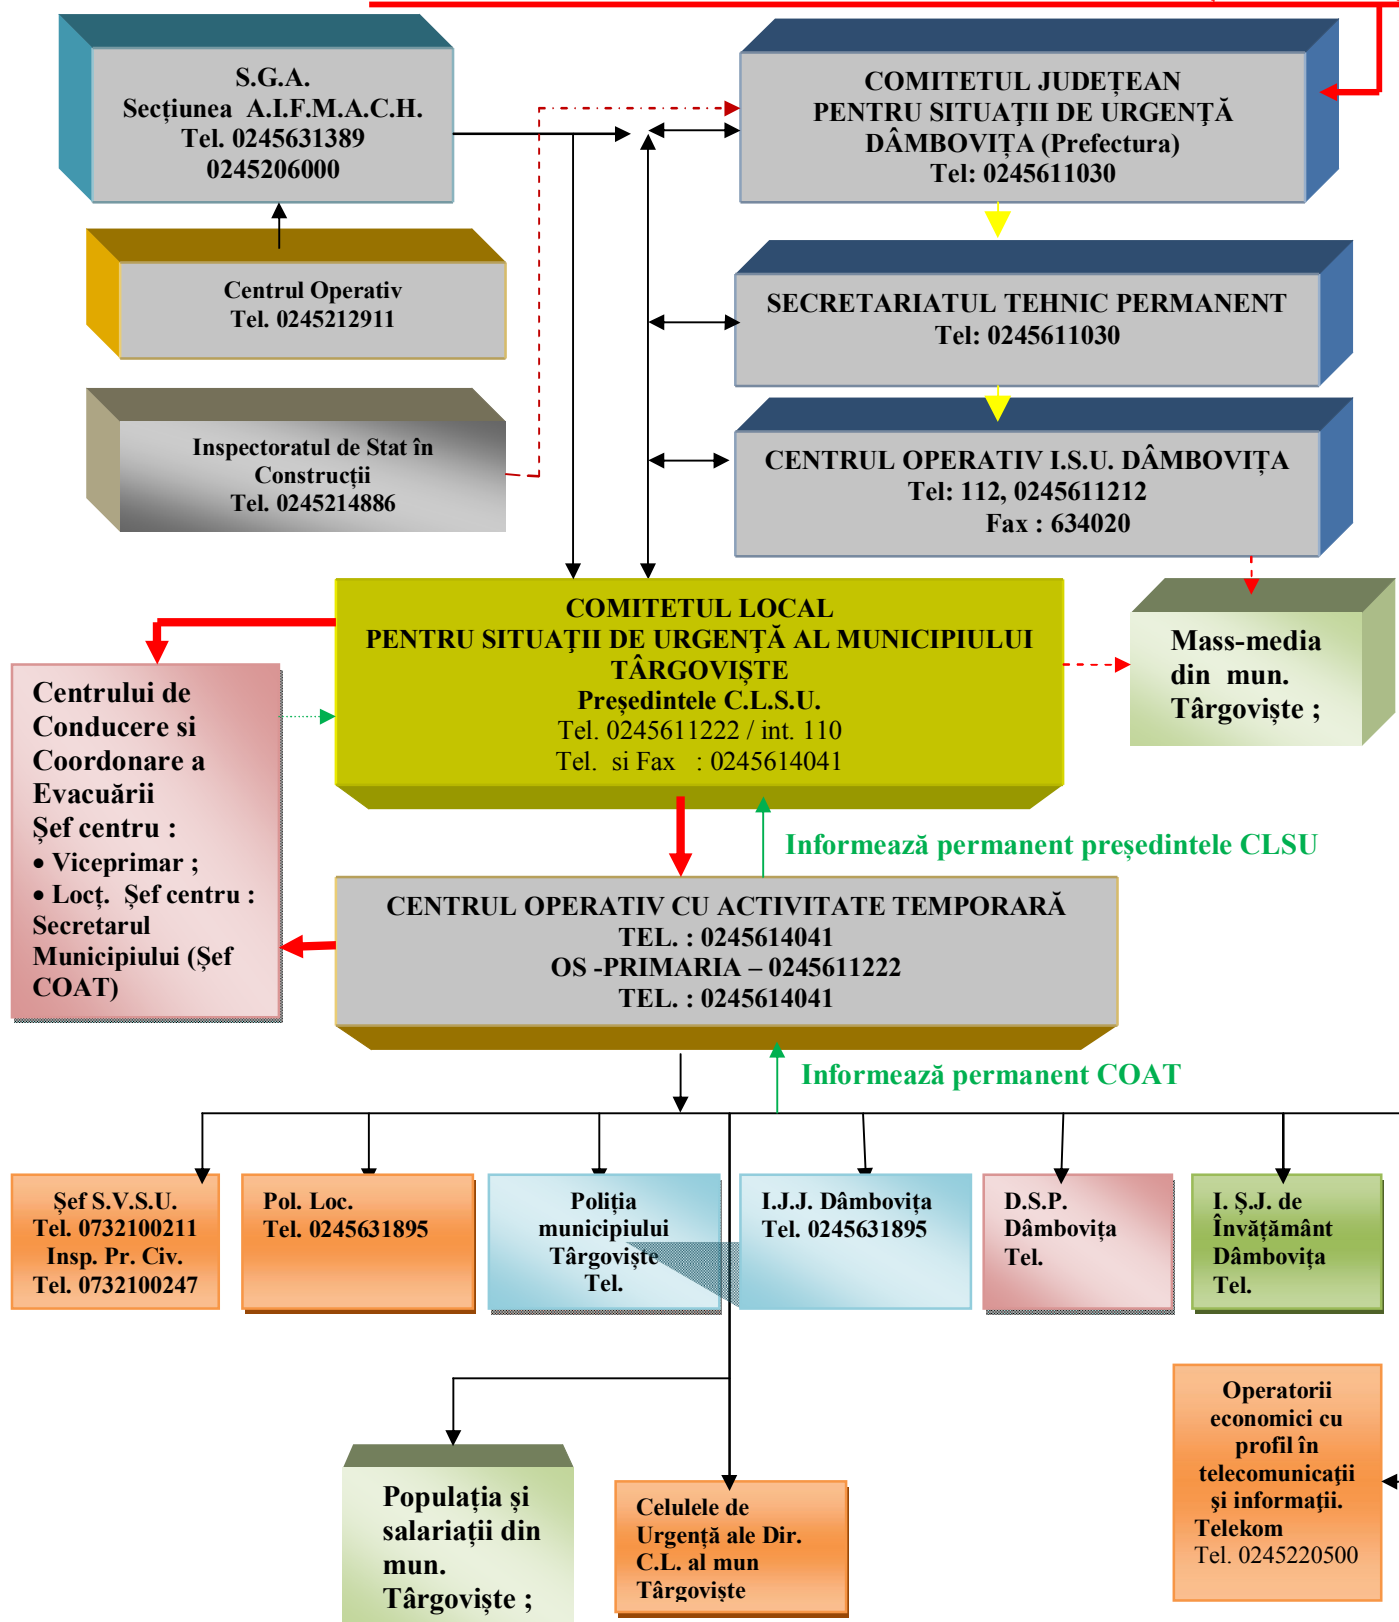 S.G.A.
Secțiunea A.I.F.M.A.C.H.
Tel. 0245631389
0245206000
COMITETUL JUDEȚEAN
PENTRU SITUAŢII DE URGENŢĂ
DÂMBOVIȚA (Prefectura)
Tel: 0245611030
Centrul Operativ
Tel. 0245212911
SECRETARIATUL TEHNIC PERMANENT
Tel: 0245611030
Inspectoratul de Stat în
Construcții
Tel. 0245214886
CENTRUL OPERATIV I.S.U. DÂMBOVIȚA
Tel: 112, 0245611212
Fax : 634020
COMITETUL LOCAL
PENTRU SITUAŢII DE URGENŢĂ AL MUNICIPIULUI
TÂRGOVIȘTE
Președintele C.L.S.U.
Tel. 0245611222 / int. 110
Tel. si Fax : 0245614041
Mass-media
din mun.
Târgoviște ;
Centrului de
Conducere si
Coordonare a
Evacuării
Șef centru :
• Viceprimar ;
• Locț. Șef centru :
Secretarul
Municipiului (Șef
COAT)
Informează permanent președintele CLSU
CENTRUL OPERATIV CU ACTIVITATE TEMPORARĂ
TEL. : 0245614041
OS -PRIMARIA – 0245611222
TEL. : 0245614041
Informează permanent COAT
Șef S.V.S.U.
Tel. 0732100211
Insp. Pr. Civ.
Tel. 0732100247
Pol. Loc.
Tel. 0245631895
Poliția
municipiului
Târgoviște
Tel.
I.J.J. Dâmbovița
Tel. 0245631895
D.S.P.
Dâmbovița
Tel.
I. Ș.J. de
Învățământ
Dâmbovița
Tel.
Populația și
salariații din
mun.
Târgoviște ;
Celulele de
Urgență ale Dir.
C.L. al mun
Târgoviște
Operatorii
economici cu
profil în
telecomunicaţii
şi informaţii.
Telekom
Tel. 0245220500